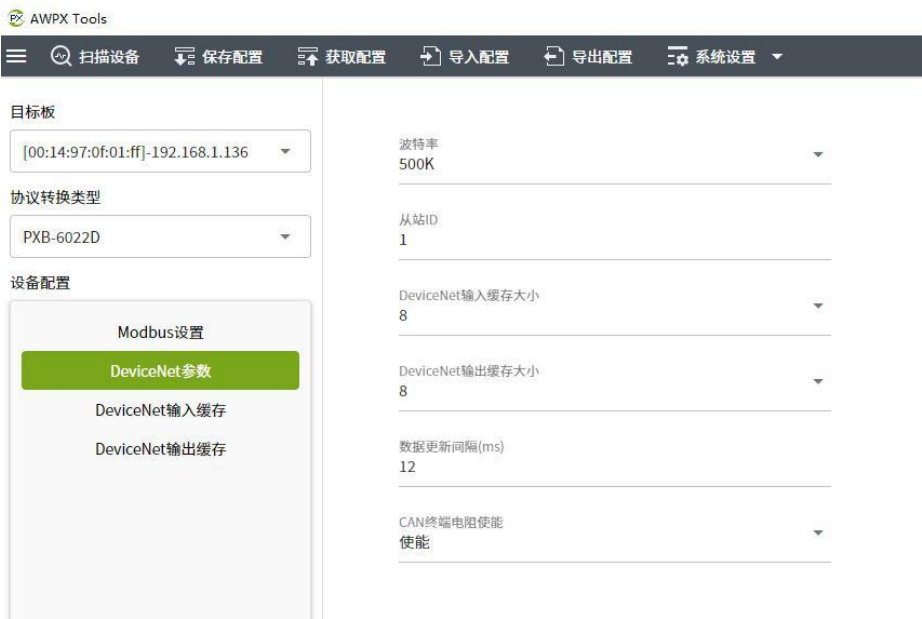 AWPX Tools
扫描设备 保存配置 获取配置 导入配置 导出配置 系统设置
目标板
[00:14:97:0f:01:ff]-192.168.1.136
协议转换类型
PXB-6022D
设备配置
Modbus设置
DeviceNet参数
DeviceNet输入缓存
DeviceNet输出缓存
波特率
500K
从站ID
1
DeviceNet输入缓存大小
8
DeviceNet输出缓存大小
8
数据更新间隔(ms)
12
CAN终端电阻使能
使能